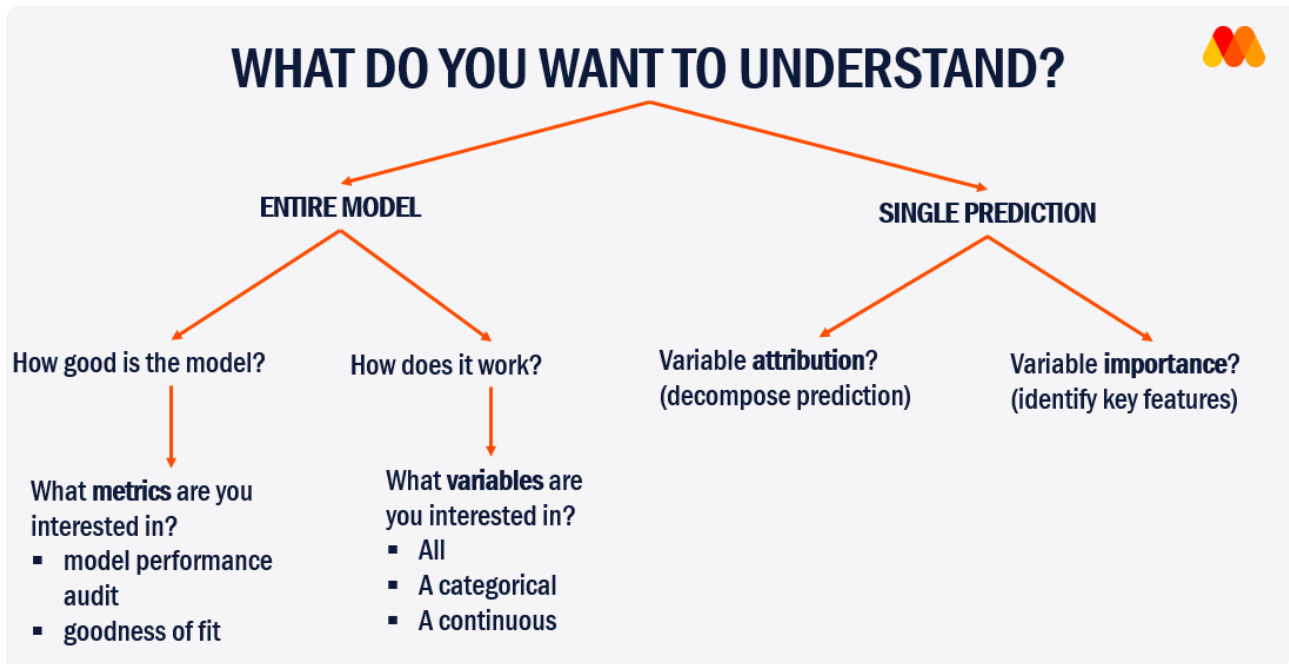 WHAT DO YOU WANT TO UNDERSTAND?
ENTIRE MODEL
SINGLE PREDICTION
How good is the model?
How does it work?
Variable attribution?
(decompose prediction)
Variable importance?
(identify key features)
What metrics are you
interested in?
▪ model performance
audit
▪ goodness of fit
What variables are
you interested in?
▪ All
▪ A categorical
▪ A continuous